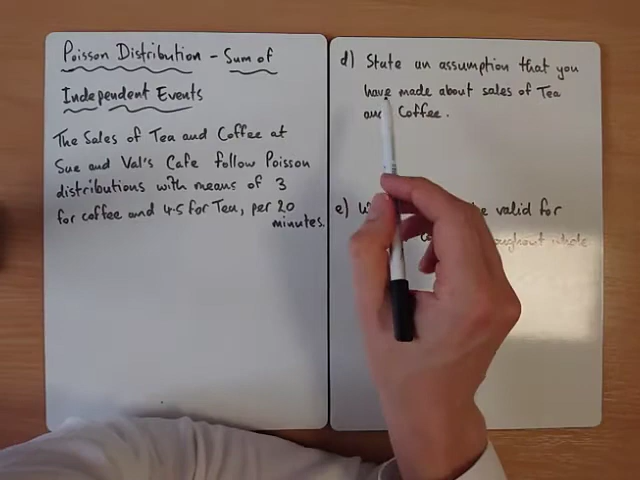 Poisson Distribution - Sum of
Independent Events
The Sales of Tea and Coffee at
Sue and Val's Cafe follow Poisson
distributions with means of 3
for coffee and 4.5 for Tea, per 20
minutes.
d) State an assumption that you
have made about sales of Tea
and Coffee.
e) be valid for
throughout whole